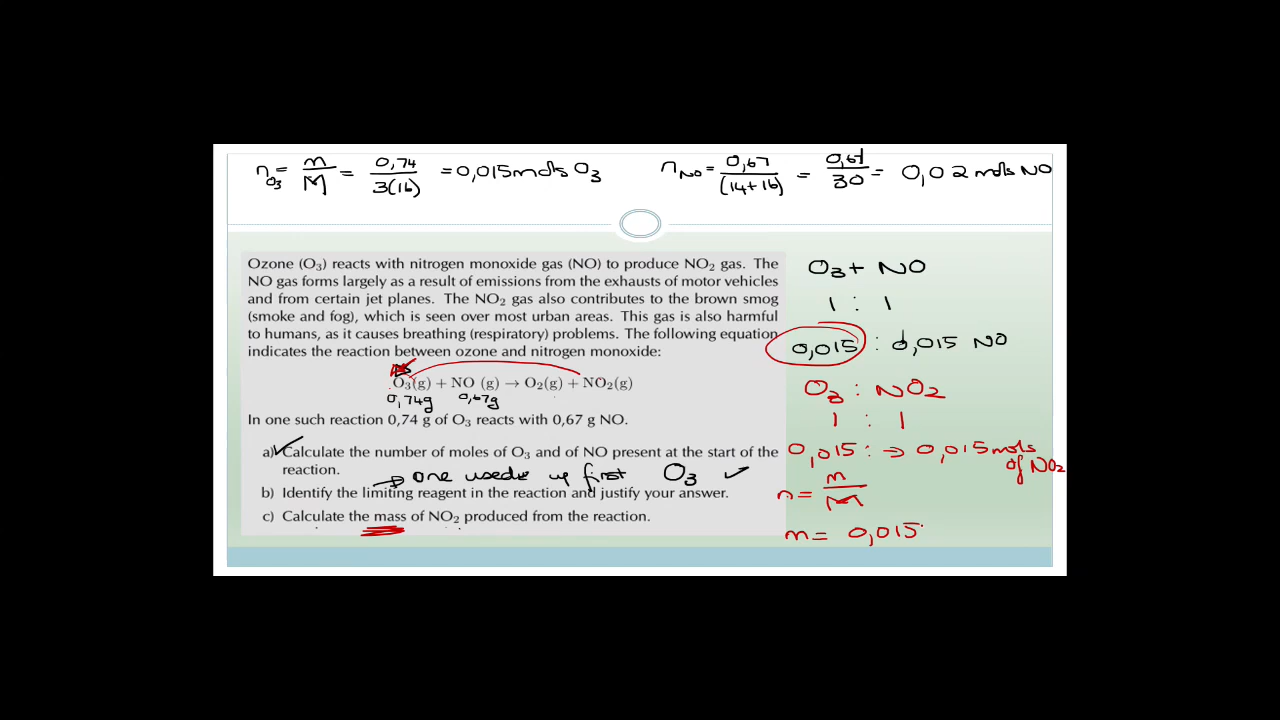 n O₃ = m/M = 0,74/3(16) = 0,015 mols O₃
n NO = 0,67/(14+16) = 0,67/30 = 0,02 mols NO
Ozone (O₃) reacts with nitrogen monoxide gas (NO) to produce NO₂ gas. The
NO gas forms largely as a result of emissions from the exhausts of motor vehicles
and from certain jet planes. The NO₂ gas also contributes to the brown smog
(smoke and fog), which is seen over most urban areas. This gas is also harmful
to humans, as it causes breathing (respiratory) problems. The following equation
indicates the reaction between ozone and nitrogen monoxide:
O₃(g) + NO (g) → O₂(g) + NO₂(g)
0,74g 0,67g
In one such reaction 0,74 g of O₃ reacts with 0,67 g NO.
a) Calculate the number of moles of O₃ and of NO present at the start of the
reaction.
→ one used up first O₃ ✓
b) Identify the limiting reagent in the reaction and justify your answer.
c) Calculate the mass of NO₂ produced from the reaction.
O₃ + NO
1 : 1
0,015 : 0,015 NO
O₃ : NO₂
1 : 1
0,015 : → 0,015 mols
of NO₂
n = m/M
m = 0,015